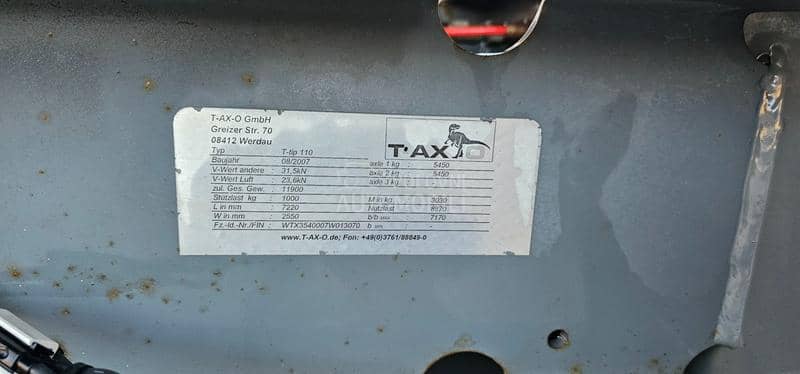 T-AX-O GmbH
Greizer Str. 70
08412 Werdau
T·AX O
Typ T-tip 110
Baujahr 08/2007 axle 1 kg : 5450
V-Wert andere : 31,5kN axle 2 kg : 5450
V-Wert Luft : 23,6kN axle 3 kg :
zul. Ges. Gew. : 11900
Stützlast kg : 1000 M in kg : 3030
L in mm : 7220 Nutzlast : 8870
W in mm : 2550 b/b : 7170
Fz.-Id.-Nr./FIN : WTX3540007W013070 b : -
www.T-AX-O.de; Fon: +49(0)3761/88849-0